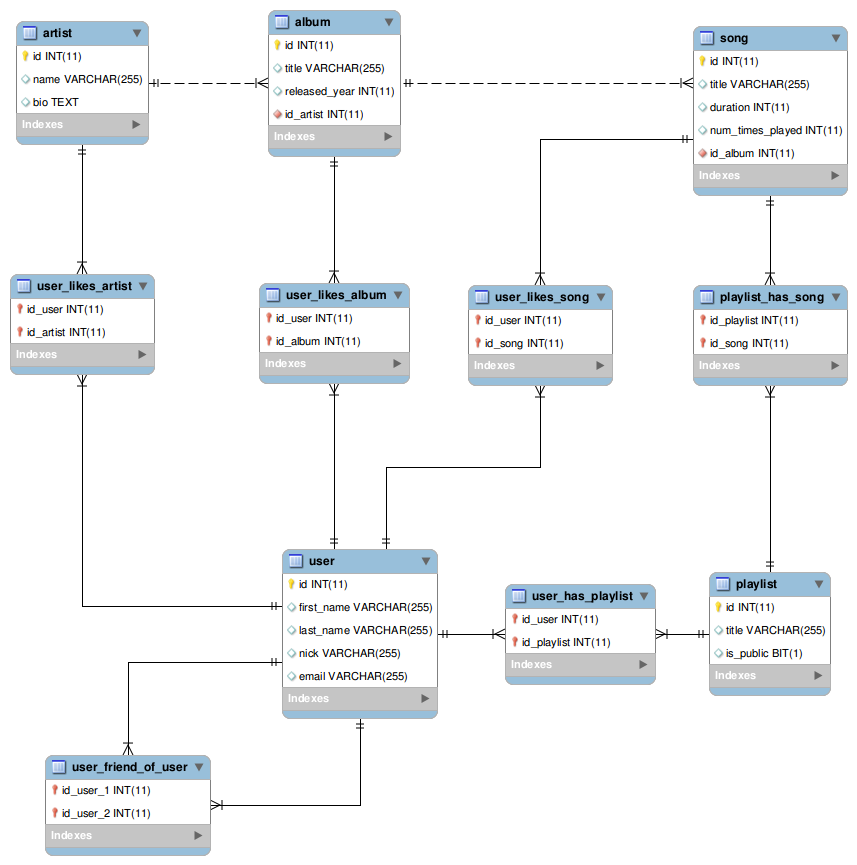 artist
id INT(11)
name VARCHAR(255)
bio TEXT
Indexes
album
id INT(11)
title VARCHAR(255)
released_year INT(11)
id_artist INT(11)
Indexes
song
id INT(11)
title VARCHAR(255)
duration INT(11)
num_times_played INT(11)
id_album INT(11)
Indexes
user_likes_artist
id_user INT(11)
id_artist INT(11)
Indexes
user_likes_album
id_user INT(11)
id_album INT(11)
Indexes
user_likes_song
id_user INT(11)
id_song INT(11)
Indexes
playlist_has_song
id_playlist INT(11)
id_song INT(11)
Indexes
user
id INT(11)
first_name VARCHAR(255)
last_name VARCHAR(255)
nick VARCHAR(255)
email VARCHAR(255)
Indexes
user_has_playlist
id_user INT(11)
id_playlist INT(11)
Indexes
playlist
id INT(11)
title VARCHAR(255)
is_public BIT(1)
Indexes
user_friend_of_user
id_user_1 INT(11)
id_user_2 INT(11)
Indexes